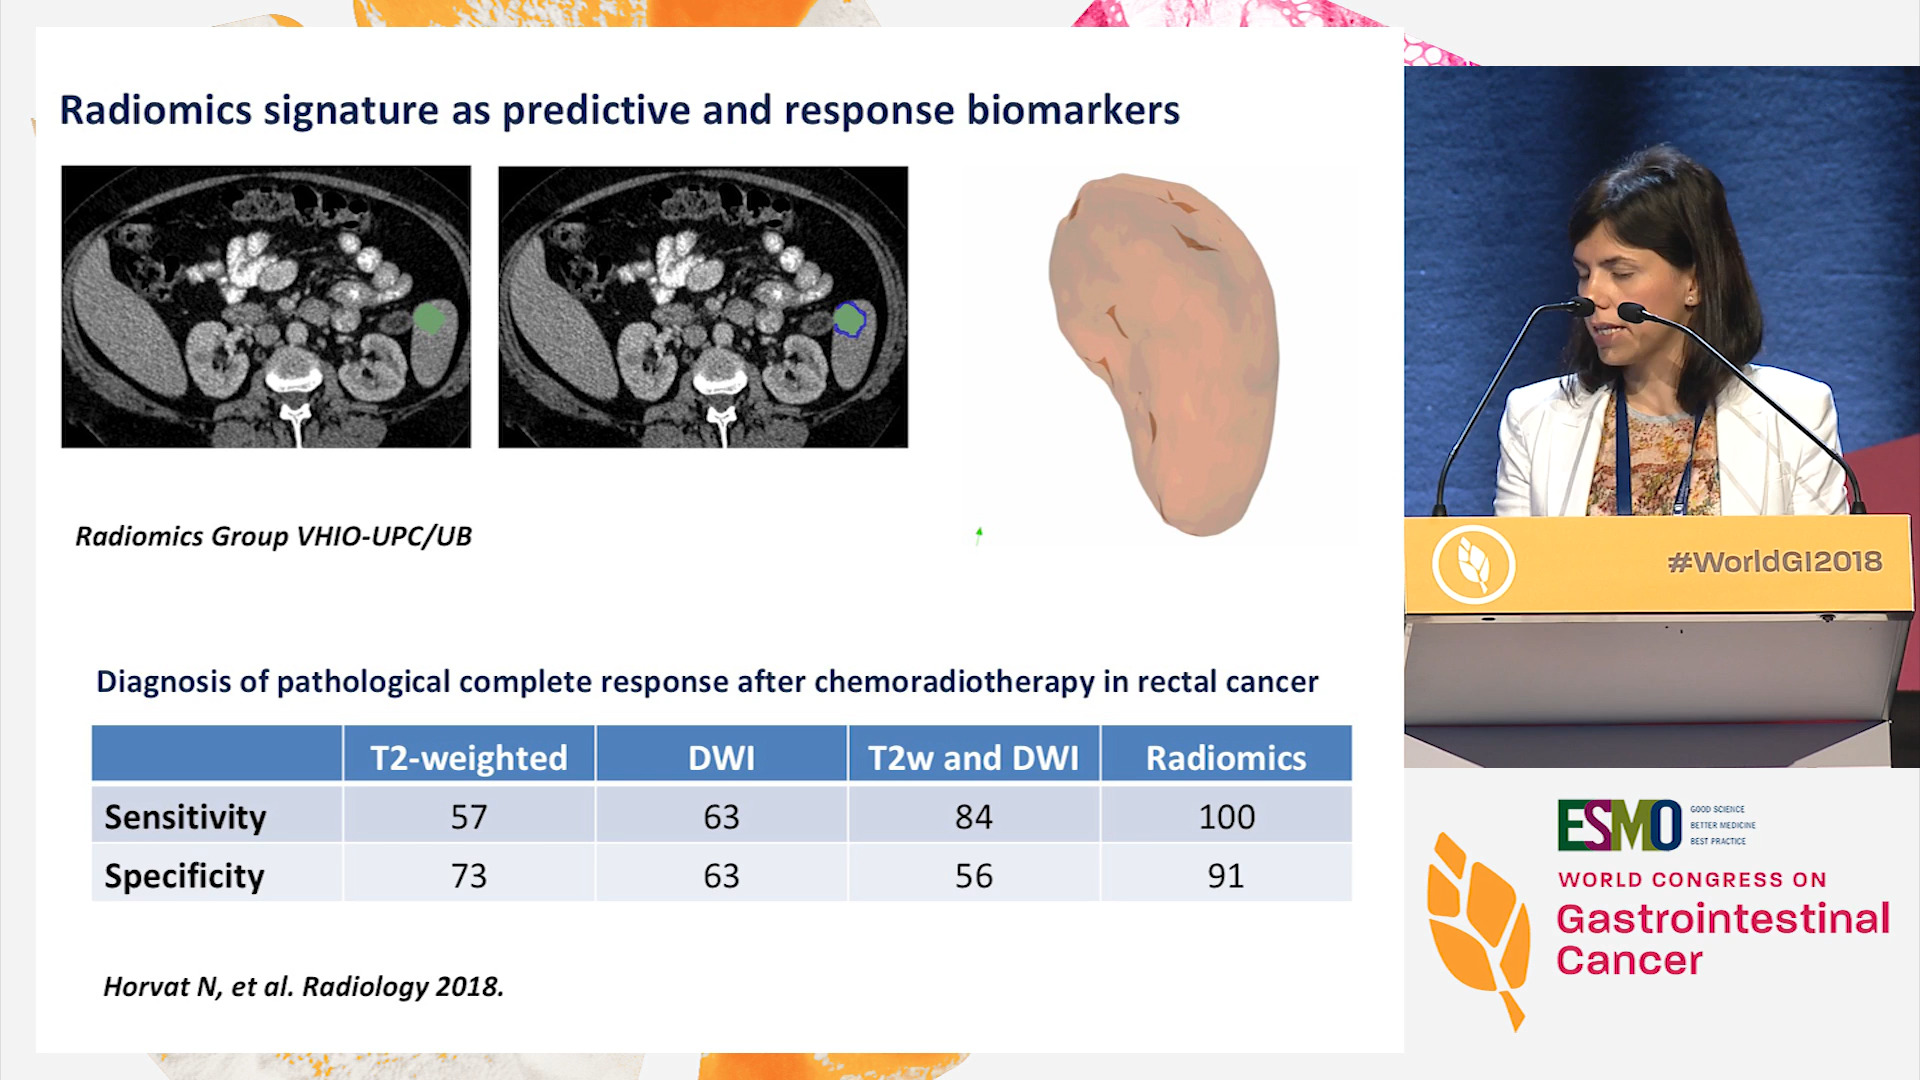 Radiomics signature as predictive and response biomarkers
Radiomics Group VHIO-UPC/UB
Diagnosis of pathological complete response after chemoradiotherapy in rectal cancer
T2-weighted DWI T2w and DWI Radiomics
Sensitivity 57 63 84 100
Specificity 73 63 56 91
Horvat N, et al. Radiology 2018.
#WorldGI2018
ESMO
GOOD SCIENCE
BETTER MEDICINE
BEST PRACTICE
WORLD CONGRESS ON
Gastrointestinal
Cancer